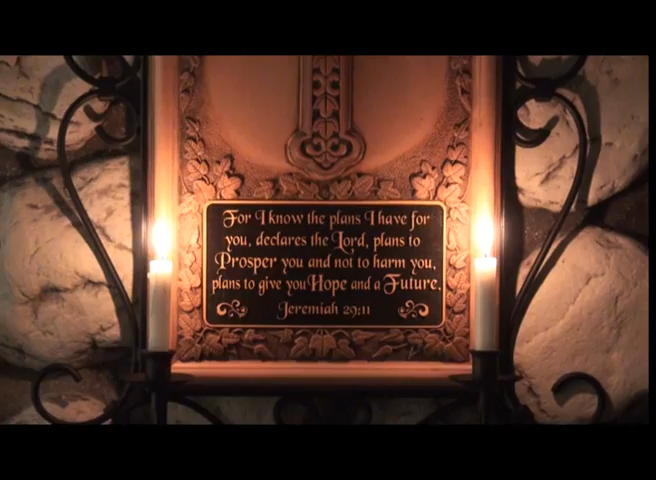 For I know the plans I have for
you, declares the Lord, plans to
Prosper you and not to harm you,
plans to give you Hope and a Future.
Jeremiah 29:11